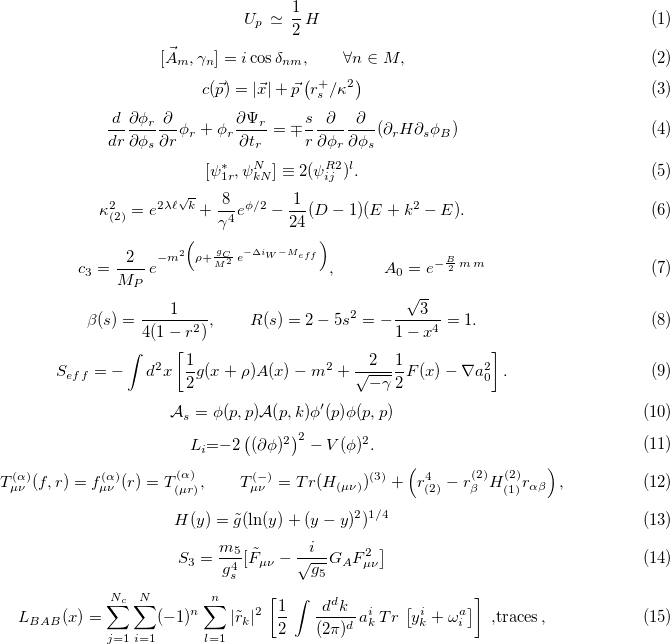 $$U_p \simeq \frac{1}{2} H \quad (1)$$
$$[\vec{A}_m, \gamma_n] = i \cos \delta_{nm}, \qquad \forall n \in M, \quad (2)$$
$$c(\vec{p}) = |\vec{x}| + \vec{p}\,(r_s^+/\kappa^2) \quad (3)$$
$$\frac{d}{dr}\frac{\partial \phi_r}{\partial \phi_s}\frac{\partial}{\partial r}\phi_r + \phi_r \frac{\partial \Psi_r}{\partial t_r} = \mp \frac{s}{r}\frac{\partial}{\partial \phi_r}\frac{\partial}{\partial \phi_s}(\partial_r H \partial_s \phi_B) \quad (4)$$
$$[\psi_{1r}^*, \psi_{kN}^N] \equiv 2(\psi_{ij}^{R2})^l. \quad (5)$$
$$\kappa_{(2)}^2 = e^{2\lambda\ell\sqrt{k}} + \frac{8}{\gamma^4} e^{\phi/2} - \frac{1}{24}(D-1)(E + k^2 - E). \quad (6)$$
$$c_3 = \frac{2}{M_P} e^{-m^2\left(\rho + \frac{g_C}{M^2} e^{-\Delta i_W - M_{eff}}\right)}, \qquad A_0 = e^{-\frac{B}{2} m\, m} \quad (7)$$
$$\beta(s) = \frac{1}{4(1-r^2)}, \qquad R(s) = 2 - 5s^2 = -\frac{\sqrt{3}}{1-x^4} = 1. \quad (8)$$
$$S_{eff} = -\int d^2x \left[\frac{1}{2} g(x+\rho) A(x) - m^2 + \frac{2}{\sqrt{-\gamma}}\frac{1}{2} F(x) - \nabla a_0^2\right]. \quad (9)$$
$$\mathcal{A}_s = \phi(p,p)\mathcal{A}(p,k)\phi'(p)\phi(p,p) \quad (10)$$
$$L_i = -2\left((\partial\phi)^2\right)^2 - V(\phi)^2. \quad (11)$$
$$T_{\mu\nu}^{(\alpha)}(f,r) = f_{\mu\nu}^{(\alpha)}(r) = T_{(\mu r)}^{(\alpha)}, \qquad T_{\mu\nu}^{(-)} = Tr(H_{(\mu\nu)})^{(3)} + \left(r_{(2)}^4 - r_\beta^{(2)} H_{(1)}^{(2)} r_{\alpha\beta}\right), \quad (12)$$
$$H(y) = \tilde{g}(\ln(y) + (y-y)^2)^{1/4} \quad (13)$$
$$S_3 = \frac{m_5}{g_s^4}[\tilde{F}_{\mu\nu} - \frac{i}{\sqrt{g_5}} G_A F_{\mu\nu}^2] \quad (14)$$
$$L_{BAB}(x) = \sum_{j=1}^{N_c}\sum_{i=1}^{N}(-1)^n \sum_{l=1}^{n} |\tilde{r}_k|^2 \left[\frac{1}{2}\int \frac{d^dk}{(2\pi)^d} a_k^i\, Tr\left[y_k^i + \omega_i^a\right]\right] \text{ ,traces}\,, \quad (15)$$